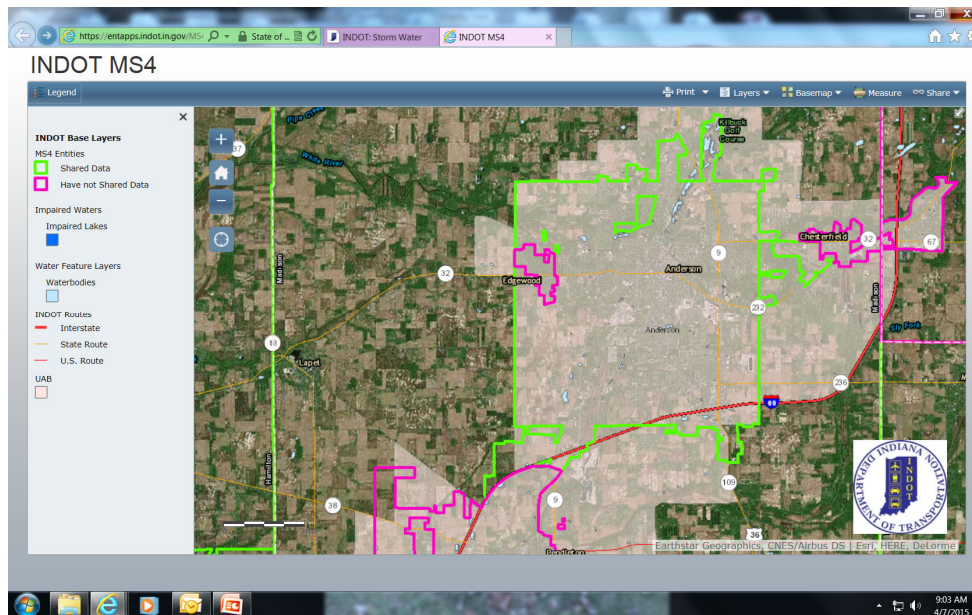 https://entapps.indot.in.gov/MS4
State of ...
INDOT: Storm Water
INDOT MS4
INDOT MS4
Legend
Print
Layers
Basemap
Measure
Share
INDOT Base Layers
MS4 Entities
Shared Data
Have not Shared Data
Impaired Waters
Impaired Lakes
Water Feature Layers
Waterbodies
INDOT Routes
Interstate
State Route
U.S. Route
UAB
Pipe Creek
Killbuck
Golf
Course
37
White River
Chesterfield
32
67
9
Madison
32
Edgewood
Anderson
Madison
232
Sly Fork
Anderson
13
Lapel
236
69
Hamilton
38
9
109
36
Pendleton
INDIANA
DEPARTMENT OF TRANSPORTATION
INDOT
Earthstar Geographics, CNES/Airbus DS | Esri, HERE, DeLorme
9:03 AM
4/7/2015